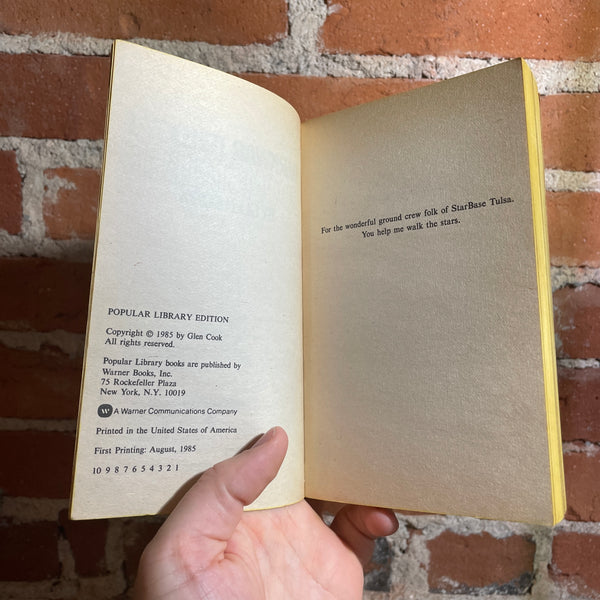 POPULAR LIBRARY EDITION
Copyright © 1985 by Glen Cook
All rights reserved.
Popular Library books are published by
Warner Books, Inc.
75 Rockefeller Plaza
New York, N.Y. 10019
W A Warner Communications Company
Printed in the United States of America
First Printing: August, 1985
10 9 8 7 6 5 4 3 2 1
For the wonderful ground crew folk of StarBase Tulsa.
You help me walk the stars.